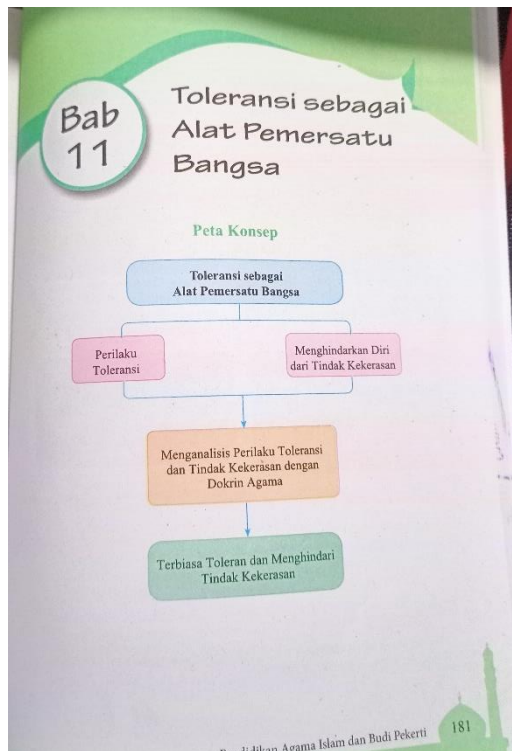 Bab
11
Toleransi sebagai
Alat Pemersatu
Bangsa
Peta Konsep
Toleransi sebagai
Alat Pemersatu Bangsa
Perilaku
Toleransi
Menghindarkan Diri
dari Tindak Kekerasan
Menganalisis Perilaku Toleransi
dan Tindak Kekerasan dengan
Dokrin Agama
Terbiasa Toleran dan Menghindari
Tindak Kekerasan
Agama Islam dan Budi Pekerti
181